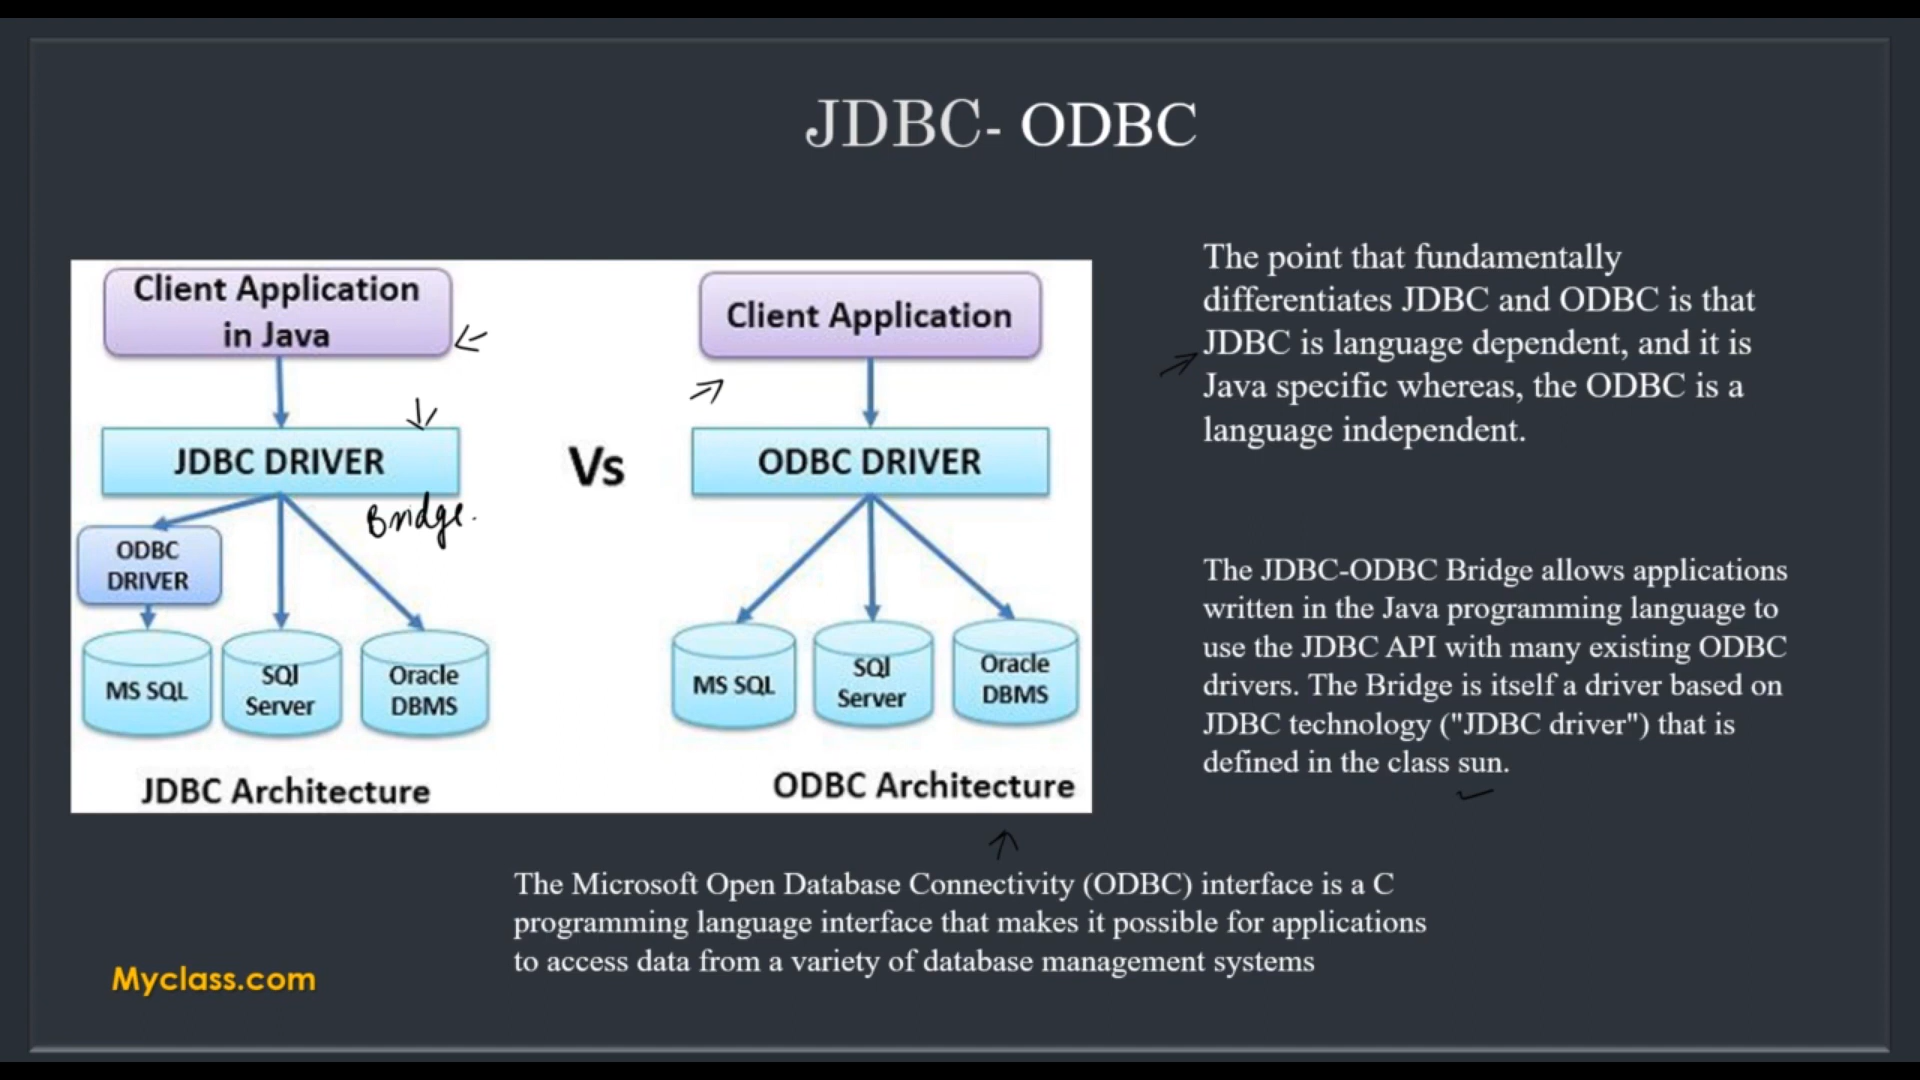 JDBC- ODBC
Client Application
in Java
JDBC DRIVER
Bridge.
ODBC
DRIVER
MS SQL
SQl
Server
Oracle
DBMS
JDBC Architecture
Vs
Client Application
ODBC DRIVER
MS SQL
SQl
Server
Oracle
DBMS
ODBC Architecture
The point that fundamentally
differentiates JDBC and ODBC is that
JDBC is language dependent, and it is
Java specific whereas, the ODBC is a
language independent.
The JDBC-ODBC Bridge allows applications
written in the Java programming language to
use the JDBC API with many existing ODBC
drivers. The Bridge is itself a driver based on
JDBC technology ("JDBC driver") that is
defined in the class sun.
The Microsoft Open Database Connectivity (ODBC) interface is a C
programming language interface that makes it possible for applications
to access data from a variety of database management systems
Myclass.com